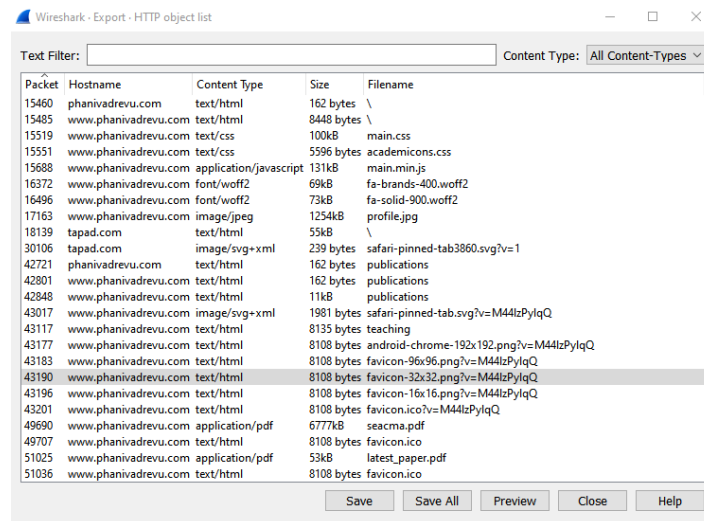 Wireshark · Export · HTTP object list
Text Filter: Content Type: All Content-Types
Packet Hostname Content Type Size Filename
15460 phanivadrevu.com text/html 162 bytes \
15485 www.phanivadrevu.com text/html 8448 bytes \
15519 www.phanivadrevu.com text/css 100kB main.css
15551 www.phanivadrevu.com text/css 5596 bytes academicons.css
15688 www.phanivadrevu.com application/javascript 131kB main.min.js
16372 www.phanivadrevu.com font/woff2 69kB fa-brands-400.woff2
16496 www.phanivadrevu.com font/woff2 73kB fa-solid-900.woff2
17163 www.phanivadrevu.com image/jpeg 1254kB profile.jpg
18139 tapad.com text/html 55kB \
30106 tapad.com image/svg+xml 239 bytes safari-pinned-tab3860.svg?v=1
42721 phanivadrevu.com text/html 162 bytes publications
42801 www.phanivadrevu.com text/html 162 bytes publications
42848 www.phanivadrevu.com text/html 11kB publications
43017 www.phanivadrevu.com image/svg+xml 1981 bytes safari-pinned-tab.svg?v=M44lzPylqQ
43117 www.phanivadrevu.com text/html 8135 bytes teaching
43177 www.phanivadrevu.com text/html 8108 bytes android-chrome-192x192.png?v=M44lzPylqQ
43183 www.phanivadrevu.com text/html 8108 bytes favicon-96x96.png?v=M44lzPylqQ
43190 www.phanivadrevu.com text/html 8108 bytes favicon-32x32.png?v=M44lzPylqQ
43196 www.phanivadrevu.com text/html 8108 bytes favicon-16x16.png?v=M44lzPylqQ
43201 www.phanivadrevu.com text/html 8108 bytes favicon.ico?v=M44lzPylqQ
49690 www.phanivadrevu.com application/pdf 6777kB seacma.pdf
49707 www.phanivadrevu.com text/html 8108 bytes favicon.ico
51025 www.phanivadrevu.com application/pdf 53kB latest_paper.pdf
51036 www.phanivadrevu.com text/html 8108 bytes favicon.ico
Save Save All Preview Close Help